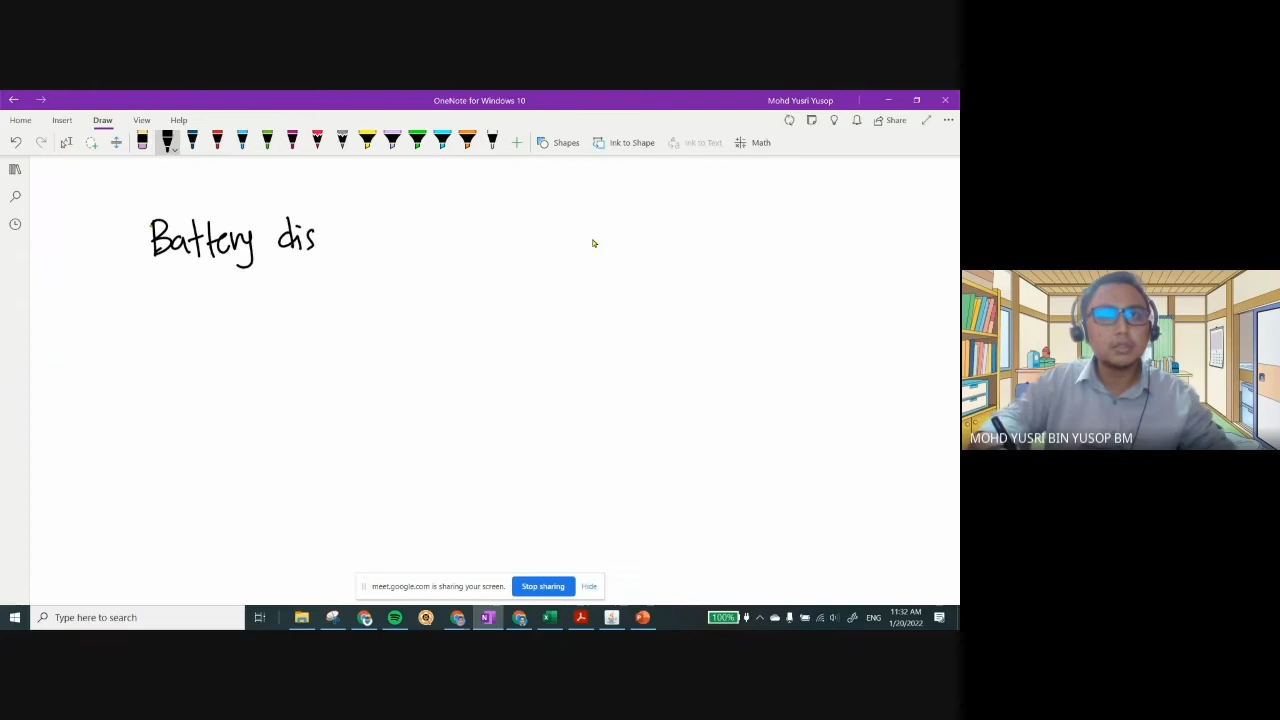 OneNote for Windows 10
Mohd Yusri Yusop
Home Insert Draw View Help
Share
Shapes Ink to Shape Ink to Text Math
Battery dis
MOHD YUSRI BIN YUSOP BM
meet.google.com is sharing your screen. Stop sharing Hide
Type here to search
100%
ENG
11:32 AM
1/20/2022